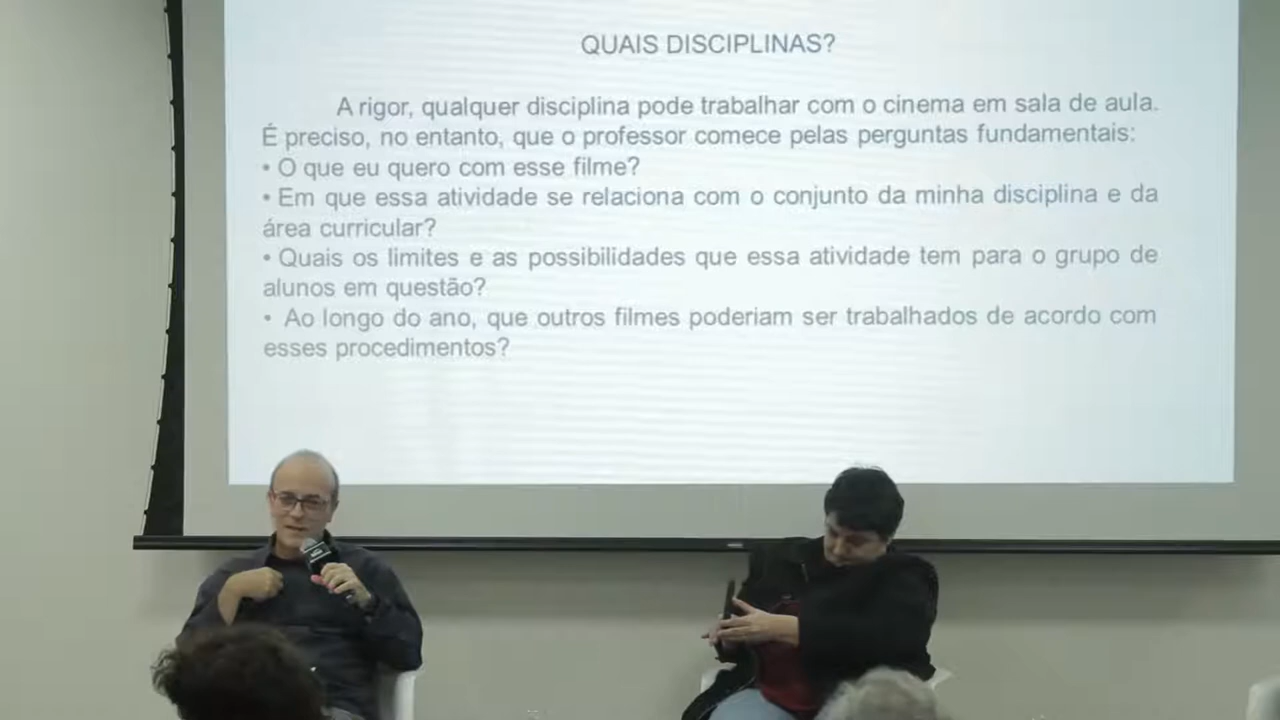 QUAIS DISCIPLINAS?
A rigor, qualquer disciplina pode trabalhar com o cinema em sala de aula.
É preciso, no entanto, que o professor comece pelas perguntas fundamentais:
• O que eu quero com esse filme?
• Em que essa atividade se relaciona com o conjunto da minha disciplina e da
área curricular?
• Quais os limites e as possibilidades que essa atividade tem para o grupo de
alunos em questão?
• Ao longo do ano, que outros filmes poderiam ser trabalhados de acordo com
esses procedimentos?